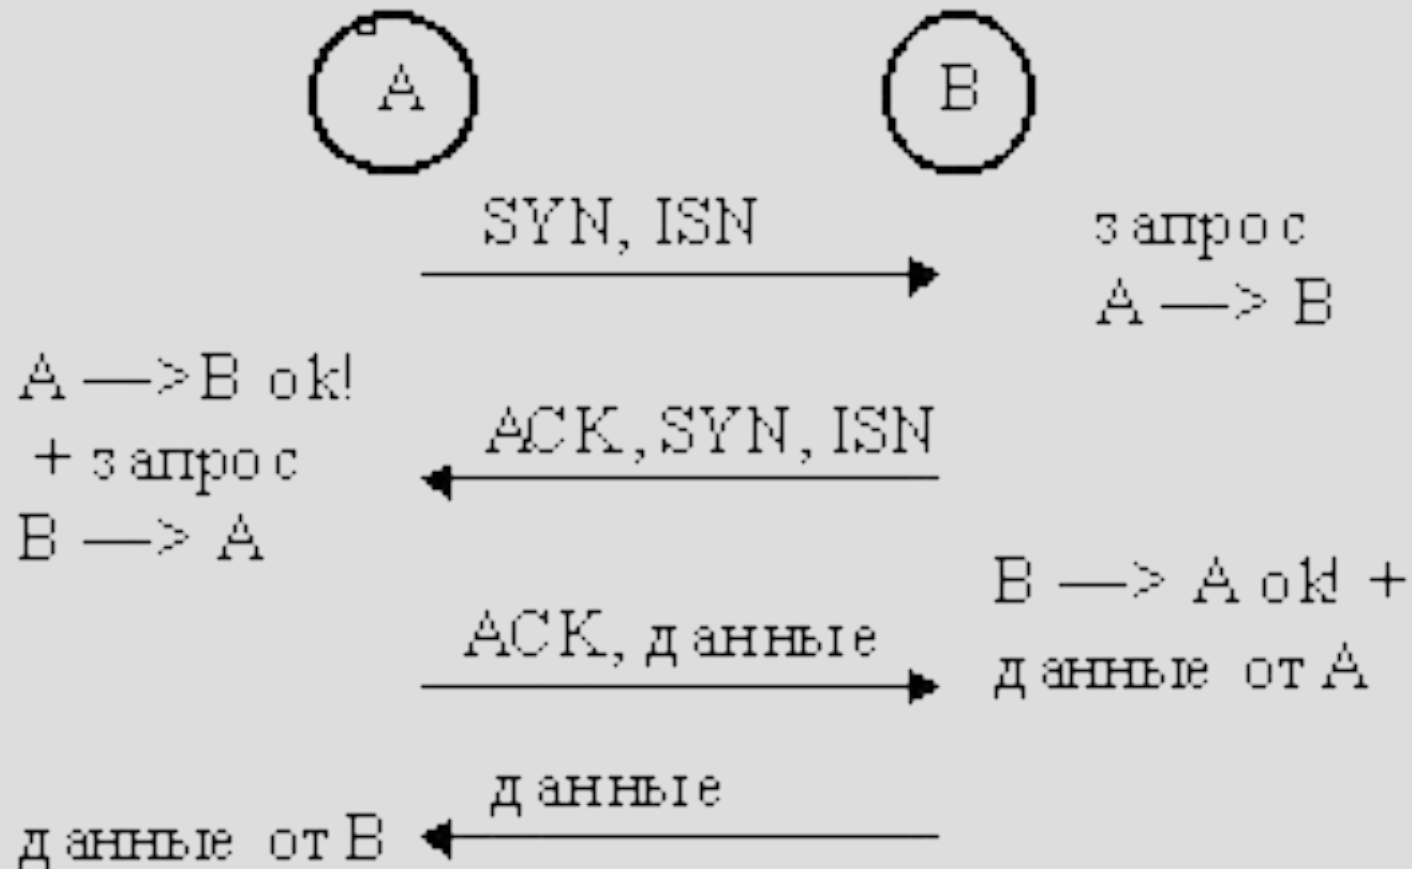 A
B
SYN, ISN
запрос
A —> B
A —>B ok!
+ запрос
B —> A
ACK, SYN, ISN
B —> A ok! +
данные от A
ACK, данные
данные
данные от B